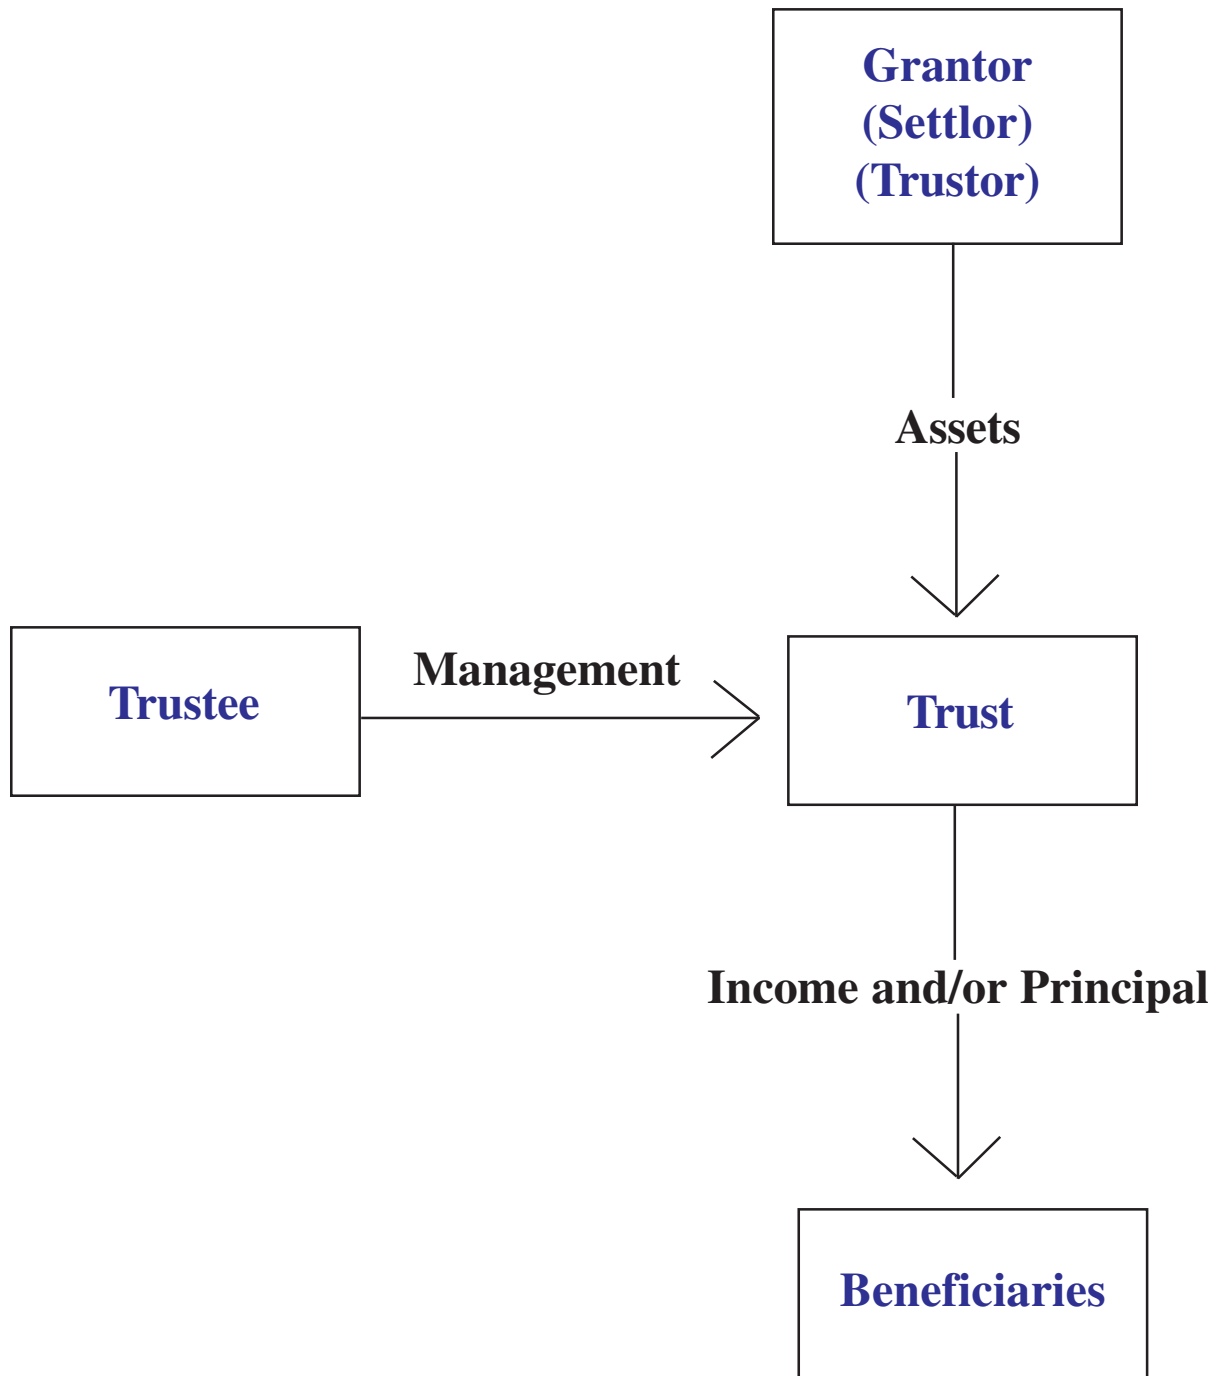 Grantor
(Settlor)
(Trustor)
Assets
Management
Trustee
Trust
Income and/or Principal
Beneficiaries